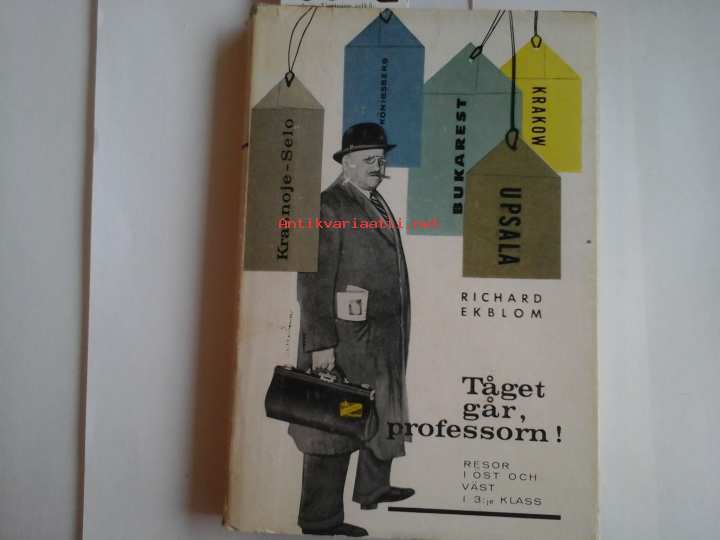 Krasnoje-Selo
KÖNIGSBERG
BUKAREST
KRAKOW
UPSALA
Antikvariaatti.net
RICHARD
EKBLOM
Tåget
går,
professorn!
RESOR
I ÖST OCH
VÄST
I 3:je KLASS